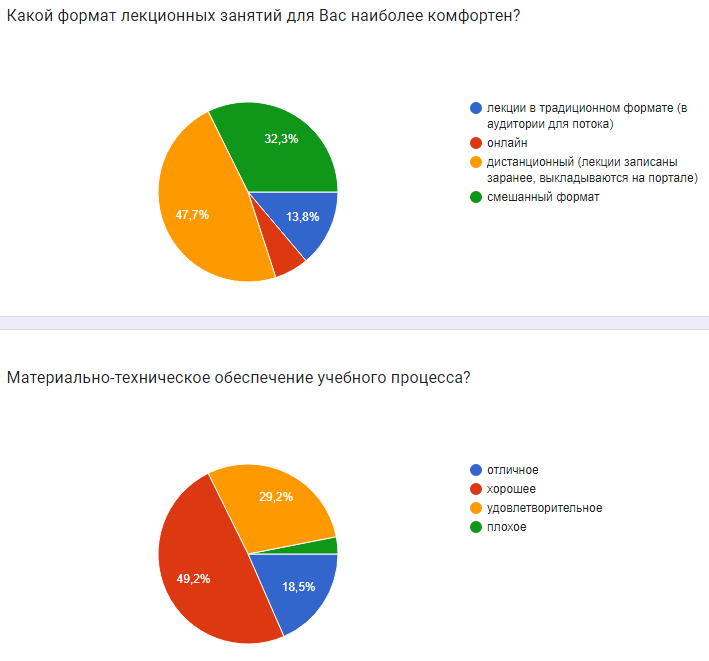 Какой формат лекционных занятий для Вас наиболее комфортен?
32,3%
47,7%
13,8%
лекции в традиционном формате (в
аудитории для потока)
онлайн
дистанционный (лекции записаны
заранее, выкладываются на портале)
смешанный формат
Материально-техническое обеспечение учебного процесса?
29,2%
49,2%
18,5%
отличное
хорошее
удовлетворительное
плохое